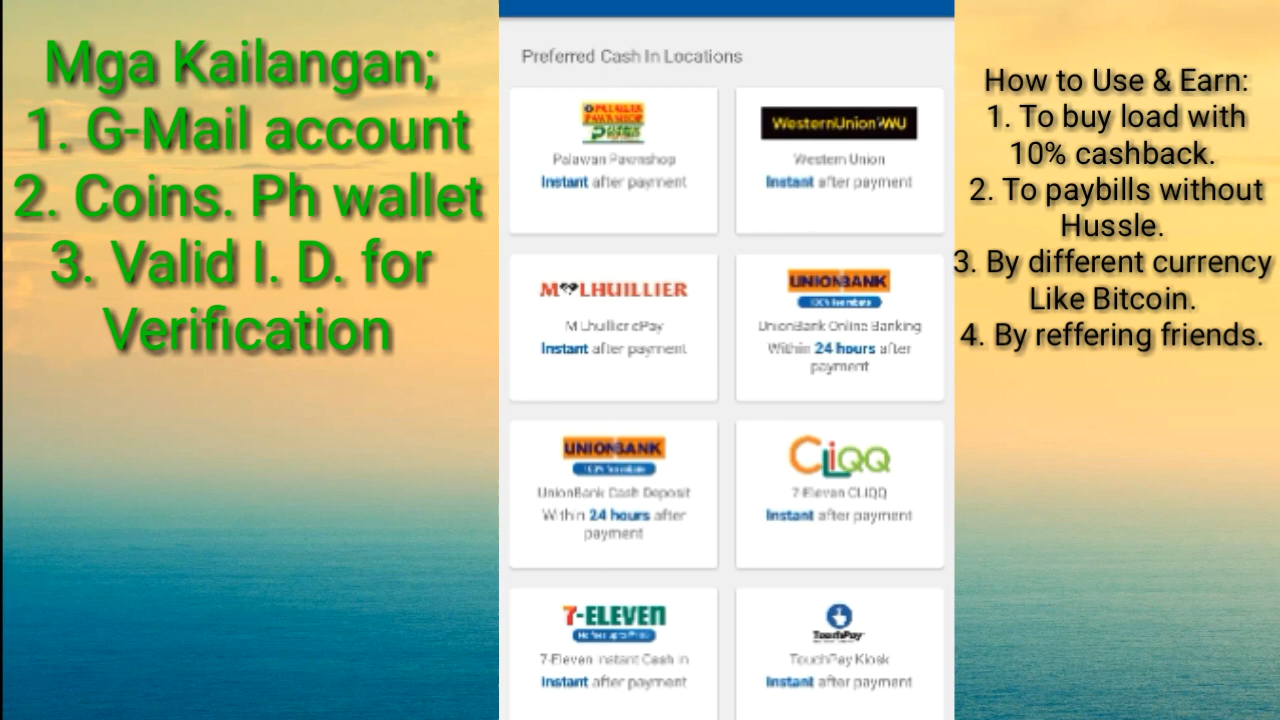 Mga Kailangan;
1. G-Mail account
2. Coins. Ph wallet
3. Valid I. D. for
Verification
Preferred Cash In Locations
PALAWAN
PAWNSHOP
Palawan Pawnshop
Instant after payment
WesternUnion WU
Western Union
Instant after payment
M LHUILLIER
M Lhuillier ePay
Instant after payment
UNIONBANK
UnionBank Online Banking
Within 24 hours after
payment
UNIONBANK
UnionBank Cash Deposit
Within 24 hours after
payment
CLiQQ
7-Eleven CLIQQ
Instant after payment
7-ELEVEN
7-Eleven Instant Cash In
Instant after payment
TouchPay
TouchPay Kiosk
Instant after payment
How to Use & Earn:
1. To buy load with
10% cashback.
2. To paybills without
Hussle.
3. By different currency
Like Bitcoin.
4. By reffering friends.